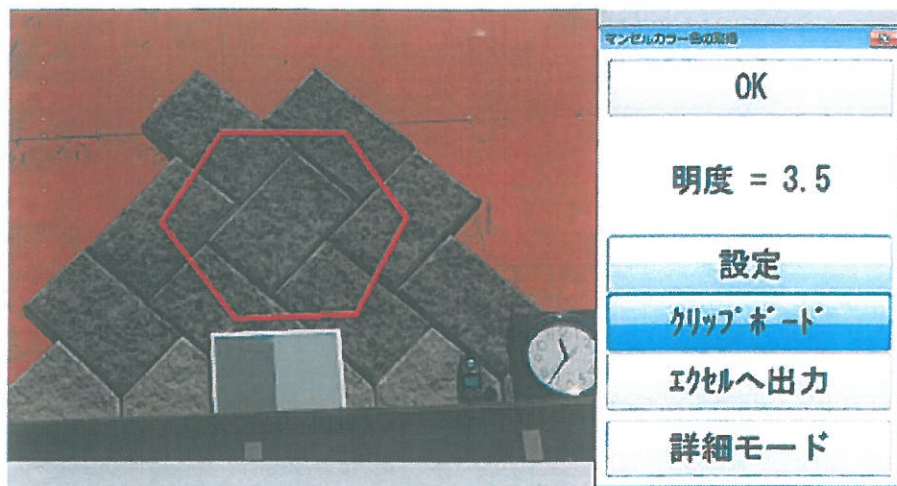 マンセルカラー色の取得
OK
明度 = 3.5
設定
ｸﾘｯﾌﾟﾎﾞｰﾄﾞ
ｴｸｾﾙへ出力
詳細モード